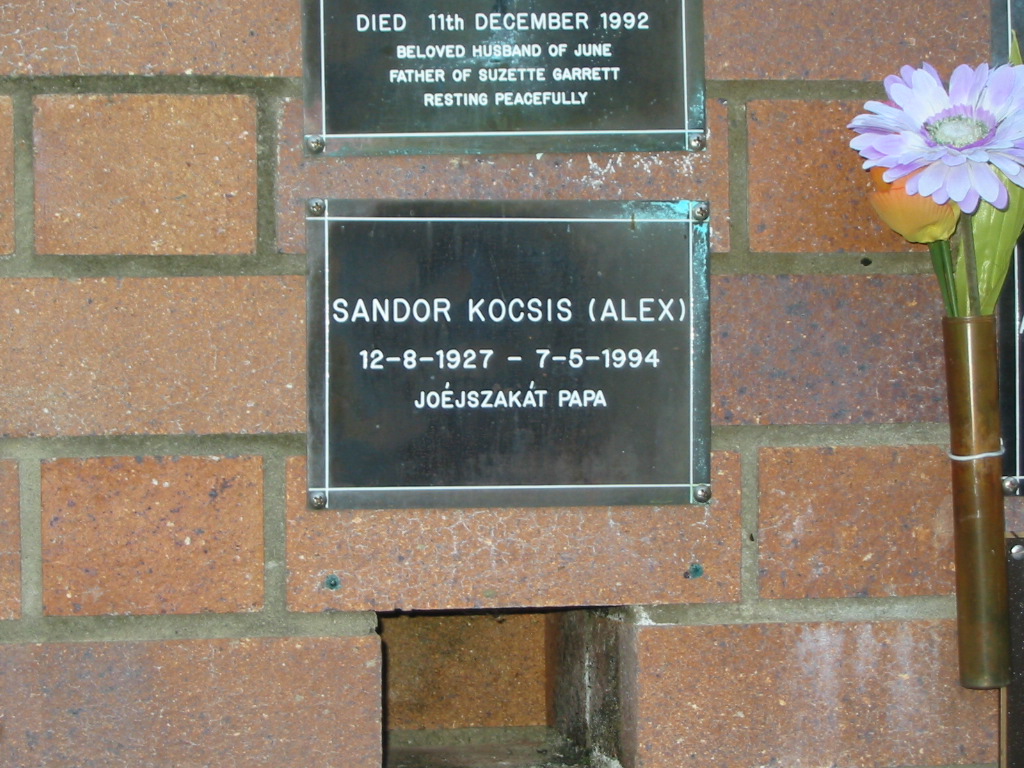 DIED 11th DECEMBER 1992
BELOVED HUSBAND OF JUNE
FATHER OF SUZETTE GARRETT
RESTING PEACEFULLY
SANDOR KOCSIS (ALEX)
12-8-1927 - 7-5-1994
JOÉJSZAKÁT PAPA